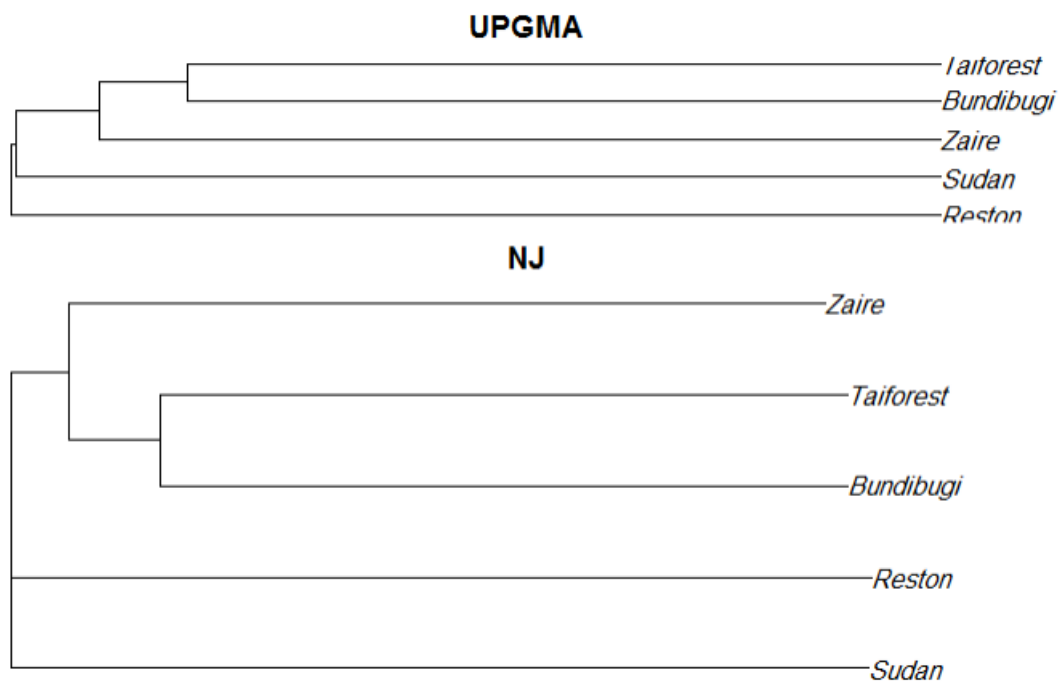 UPGMA
Taiforest
Bundibugi
Zaire
Sudan
Reston
NJ
Zaire
Taiforest
Bundibugi
Reston
Sudan